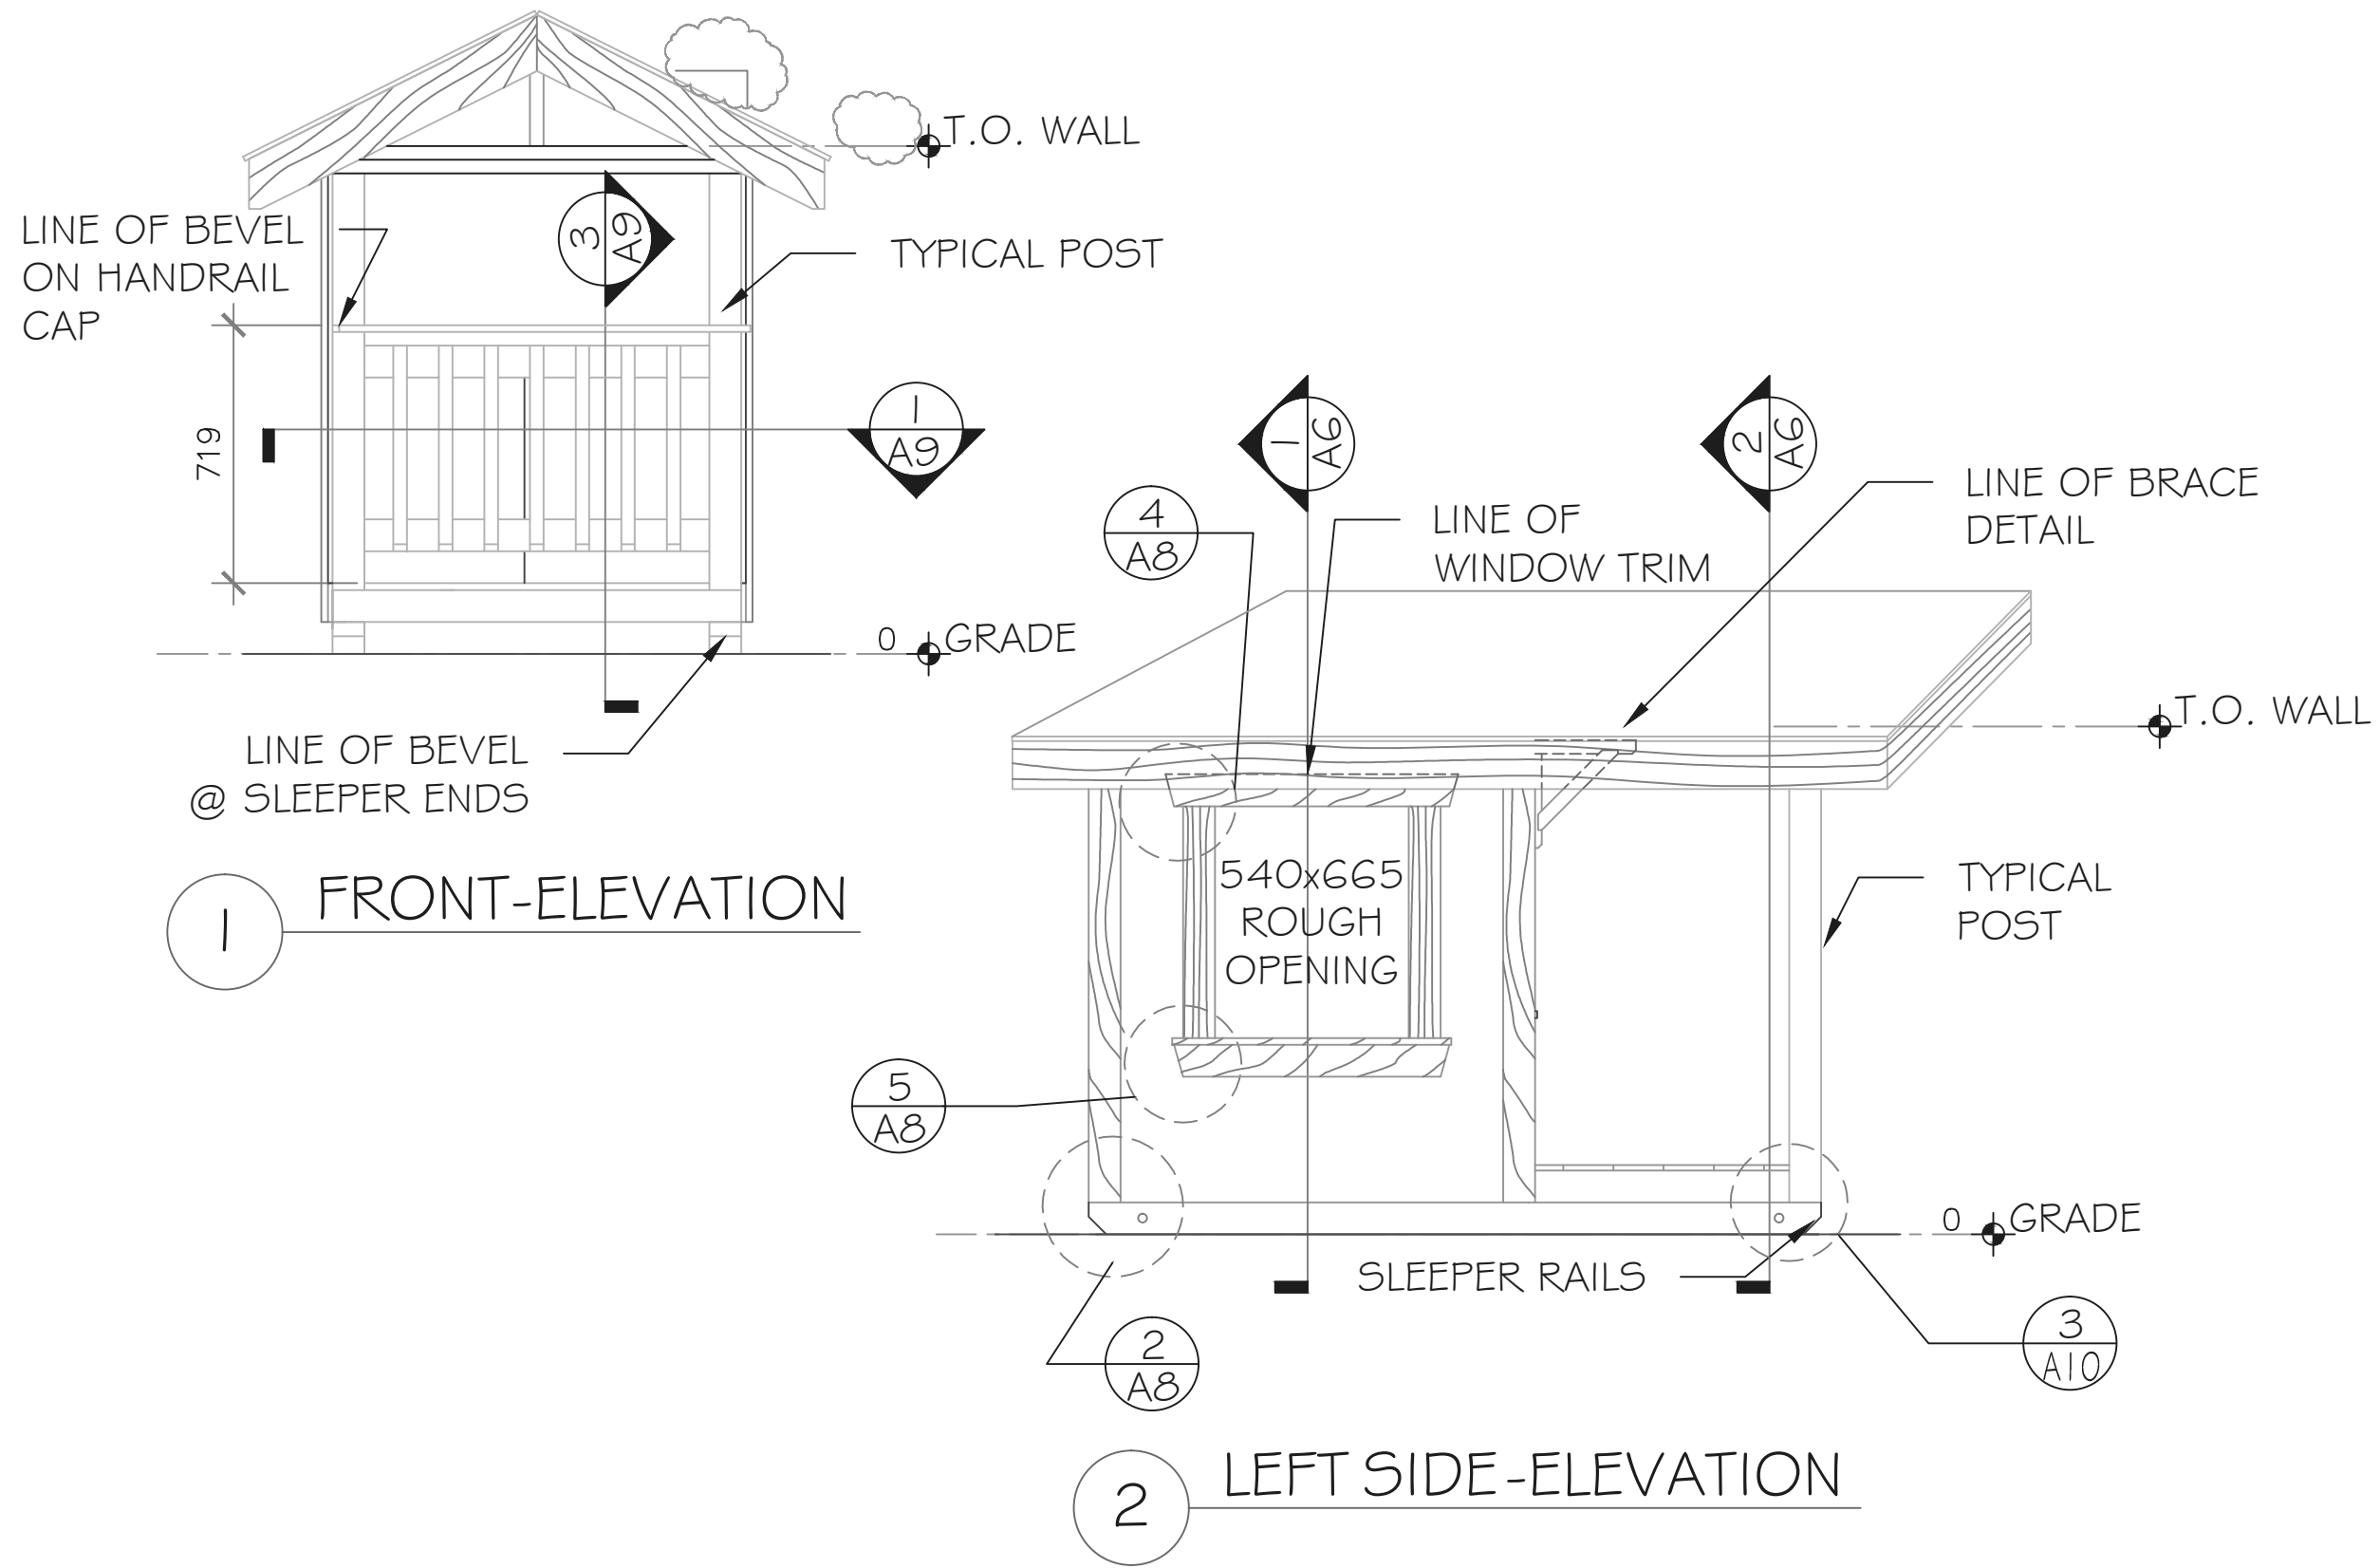 T.O. WALL
LINE OF BEVEL
ON HANDRAIL
CAP
3
A9
TYPICAL POST
719
1
A9
0
GRADE
LINE OF BEVEL
@ SLEEPER ENDS
1
FRONT-ELEVATION
1
A6
2
A6
4
A8
LINE OF
WINDOW TRIM
LINE OF BRACE
DETAIL
T.O. WALL
540x665
ROUGH
OPENING
TYPICAL
POST
5
A8
0
GRADE
SLEEPER RAILS
2
A8
3
A10
2
LEFT SIDE-ELEVATION